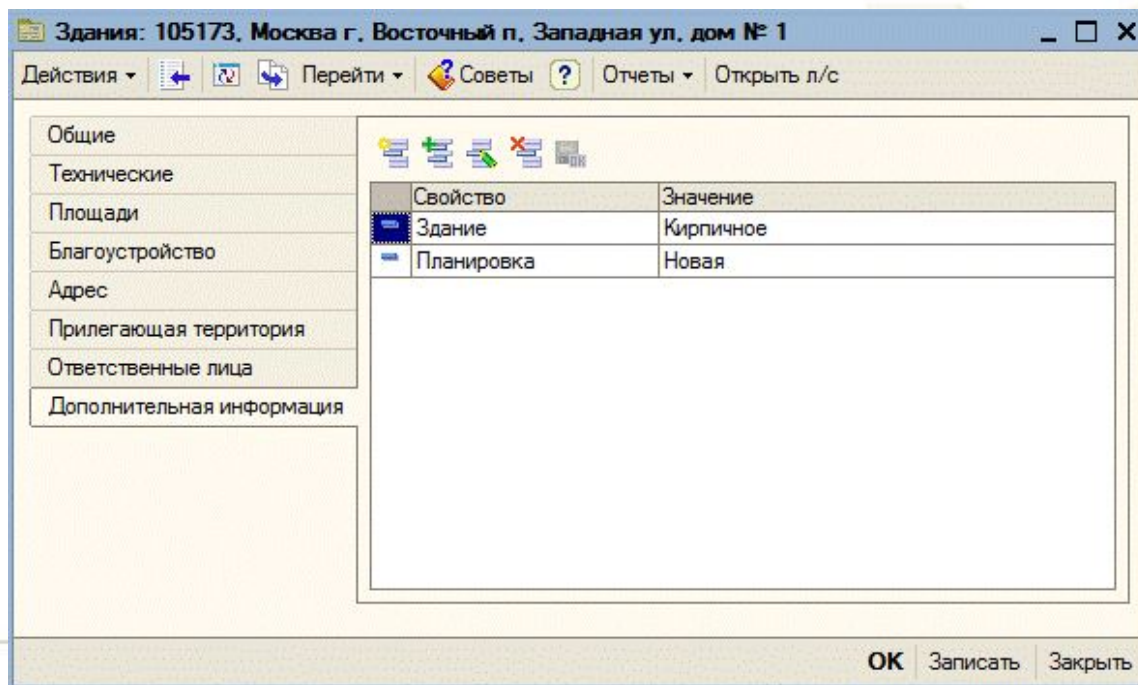 Здания: 105173, Москва г, Восточный п, Западная ул, дом № 1
Действия Перейти Советы ? Отчеты Открыть л/с
Общие
Технические
Площади
Благоустройство
Адрес
Прилегающая территория
Ответственные лица
Дополнительная информация
Свойство Значение
Здание Кирпичное
Планировка Новая
OK Записать Закрыть